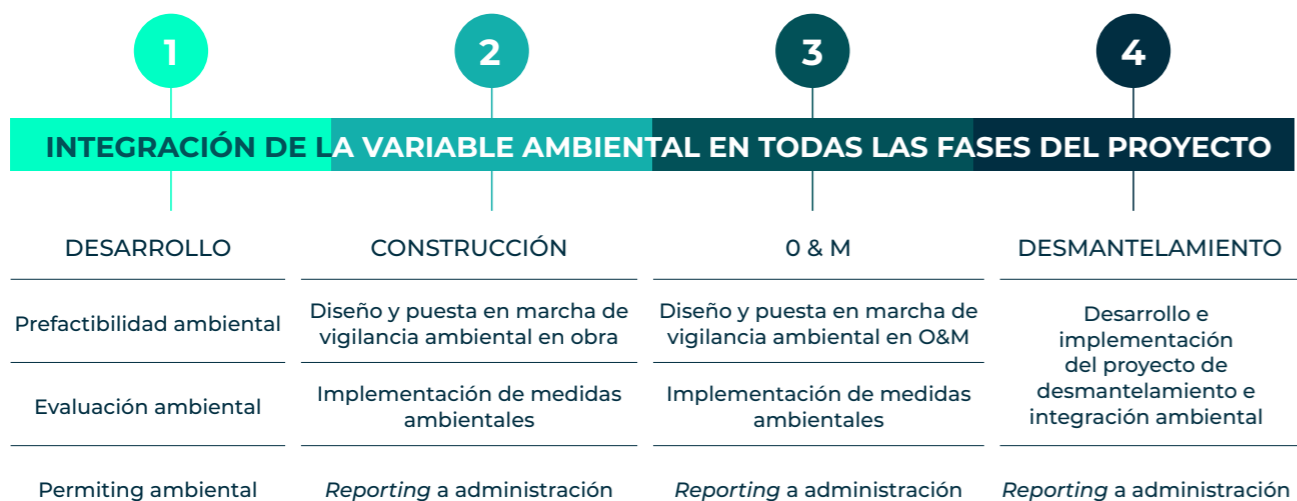 1
2
3
4
INTEGRACIÓN DE LA VARIABLE AMBIENTAL EN TODAS LAS FASES DEL PROYECTO
DESARROLLO
Prefactibilidad ambiental
Evaluación ambiental
Permiting ambiental
CONSTRUCCIÓN
Diseño y puesta en marcha de
vigilancia ambiental en obra
Implementación de medidas
ambientales
Reporting a administración
0 & M
Diseño y puesta en marcha de
vigilancia ambiental en O&M
Implementación de medidas
ambientales
Reporting a administración
DESMANTELAMIENTO
Desarrollo e
implementación
del proyecto de
desmantelamiento e
integración ambiental
Reporting a administración